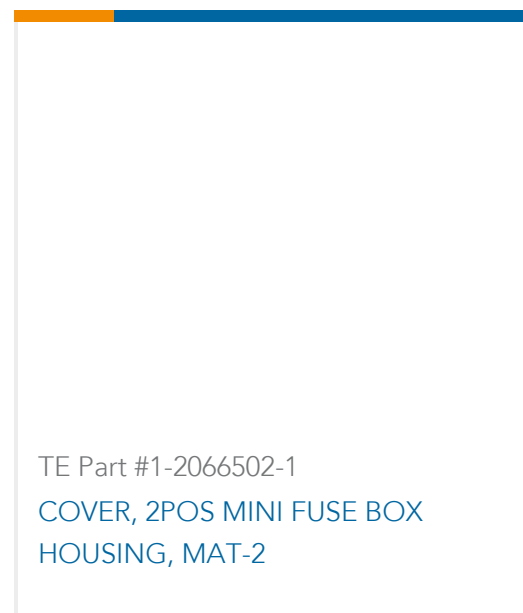 TE Part #1-2066502-1
COVER, 2POS MINI FUSE BOX
HOUSING, MAT-2